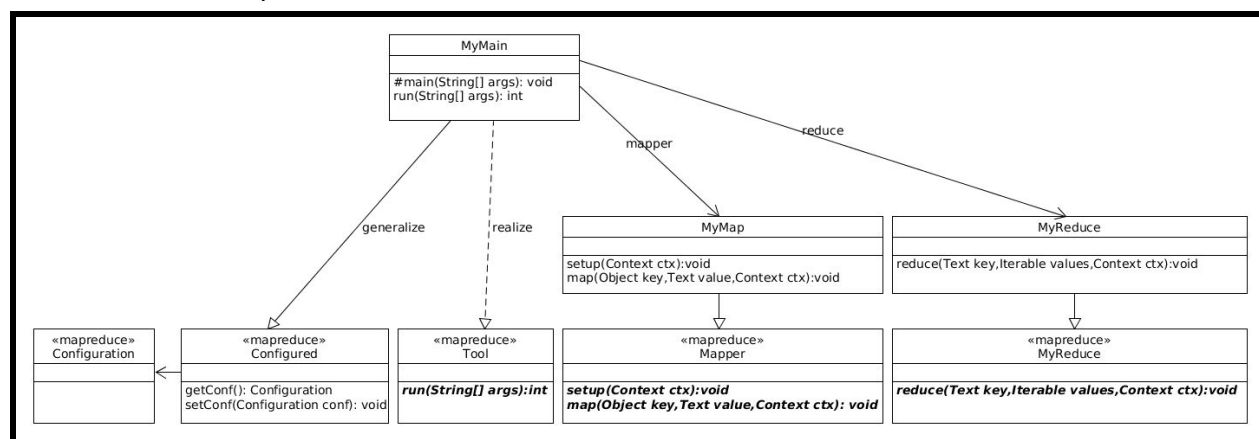 MyMain
#main(String[] args): void
run(String[] args): int
reduce
mapper
generalize
realize
MyMap
setup(Context ctx):void
map(Object key,Text value,Context ctx):void
MyReduce
reduce(Text key,Iterable values,Context ctx):void
«mapreduce»
Configuration
«mapreduce»
Configured
getConf(): Configuration
setConf(Configuration conf): void
«mapreduce»
Tool
run(String[] args):int
«mapreduce»
Mapper
setup(Context ctx):void
map(Object key,Text value,Context ctx): void
«mapreduce»
MyReduce
reduce(Text key,Iterable values,Context ctx):void